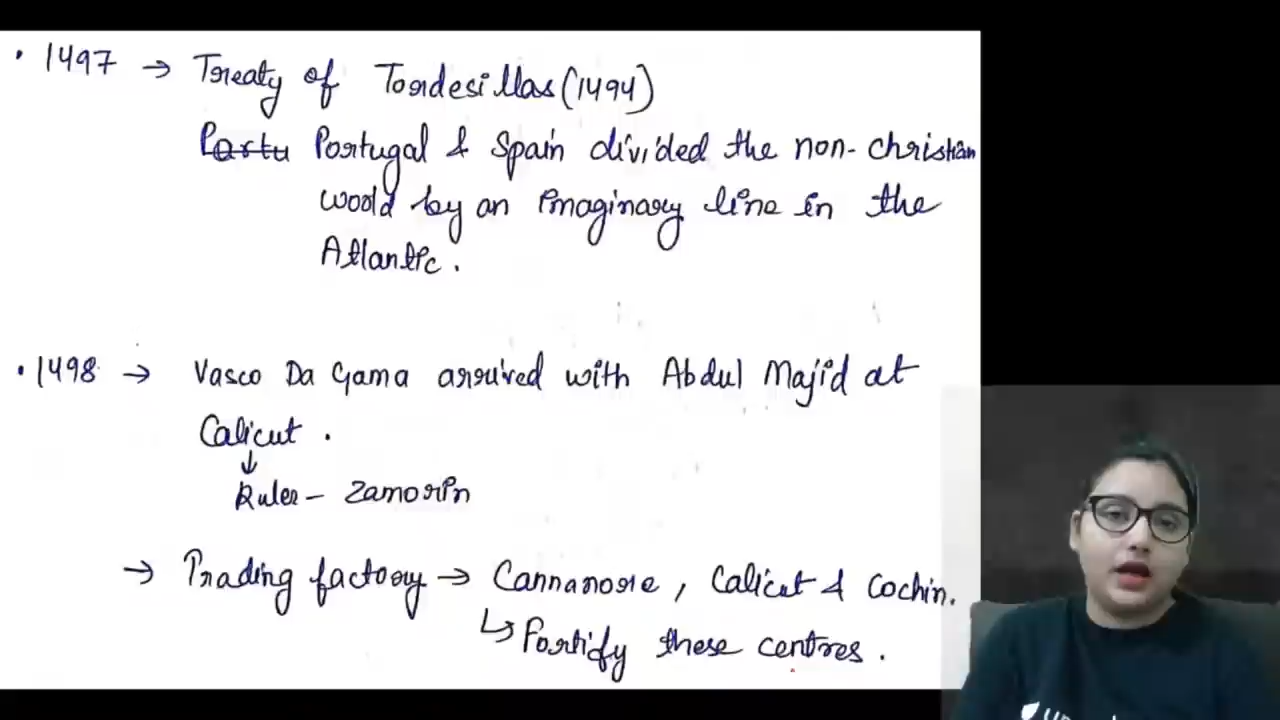 • 1497 → Treaty of Tordesillas (1494)
Portu Portugal & Spain divided the non-christian
world by an imaginary line in the
Atlantic.
• 1498 → Vasco Da Gama arrived with Abdul Majid at
Calicut.
↓
Ruler - Zamorin
→ Trading factory → Cannanore, Calicut & Cochin.
↳ Fortify these centres.